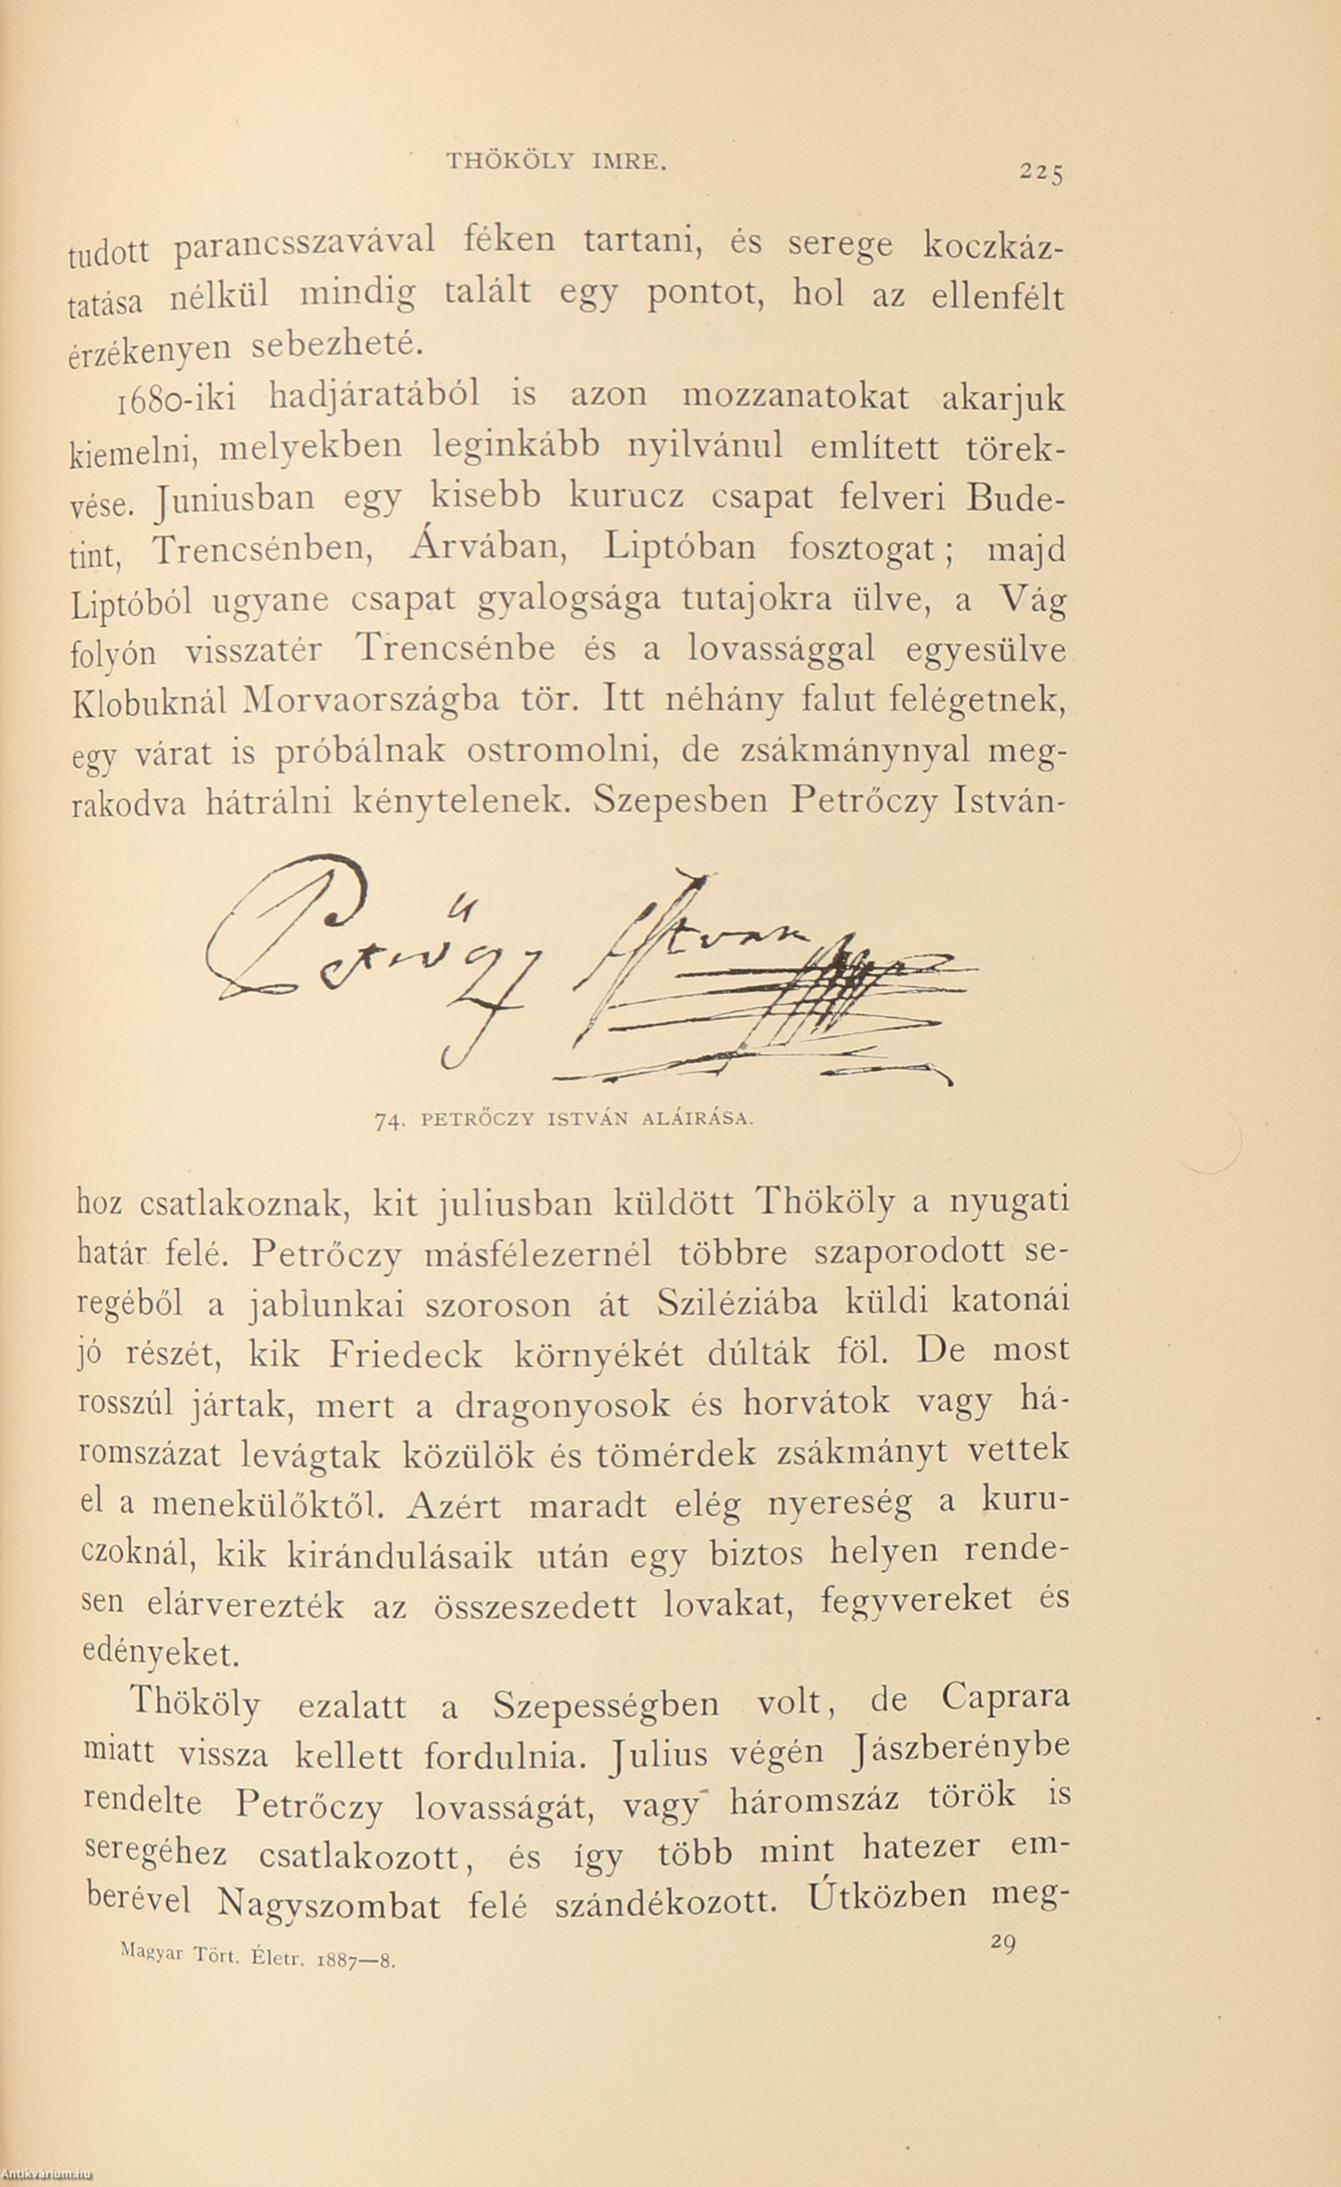 THÖKÖLY IMRE.
225
tudott parancsszavával féken tartani, és serege koczkáz-
tatása nélkül mindig talált egy pontot, hol az ellenfélt
érzékenyen sebezheté.
1680-iki hadjáratából is azon mozzanatokat akarjuk
kiemelni, melyekben leginkább nyilvánul említett törek-
vése. Juniusban egy kisebb kurucz csapat felveri Bude-
tint, Trencsénben, Árvában, Liptóban fosztogat; majd
Liptóból ugyane csapat gyalogsága tutajokra ülve, a Vág
folyón visszatér Trencsénbe és a lovassággal egyesülve
Klobuknál Morvaországba tör. Itt néhány falut felégetnek,
egy várat is próbálnak ostromolni, de zsákmánynyal meg-
rakodva hátrálni kénytelenek. Szepesben Petrőczy István-
74. PETRŐCZY ISTVÁN ALÁIRÁSA.
hoz csatlakoznak, kit juliusban küldött Thököly a nyugati
határ felé. Petrőczy másfélezernél többre szaporodott se-
regéből a jablunkai szoroson át Sziléziába küldi katonái
jó részét, kik Friedeck környékét dúlták föl. De most
rosszúl jártak, mert a dragonyosok és horvátok vagy há-
romszázat levágtak közülök és tömérdek zsákmányt vettek
el a menekülőktől. Azért maradt elég nyereség a kuru-
czoknál, kik kirándulásaik után egy biztos helyen rende-
sen elárverezték az összeszedett lovakat, fegyvereket és
edényeket.
Thököly ezalatt a Szepességben volt, de Caprara
miatt vissza kellett fordulnia. Julius végén Jászberénybe
rendelte Petrőczy lovasságát, vagy háromszáz török is
seregéhez csatlakozott, és így több mint hatezer em-
berével Nagyszombat felé szándékozott. Útközben meg-
Magyar Tört. Életr. 1887—8.
29
Antikvárium.hu